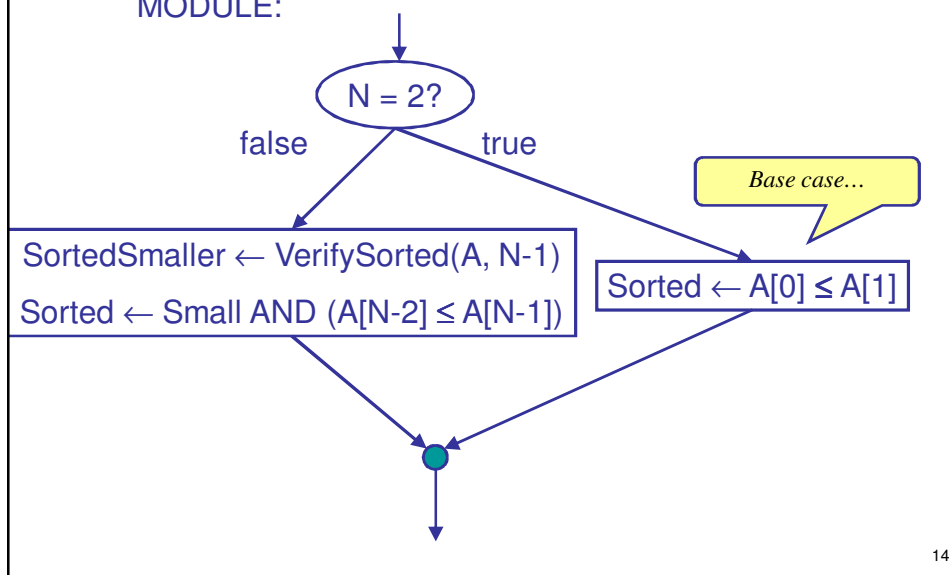 MODULE:
N = 2?
false
true
Base case…
SortedSmaller ← VerifySorted(A, N-1)
Sorted ← Small AND (A[N-2] ≤ A[N-1])
Sorted ← A[0] ≤ A[1]
14